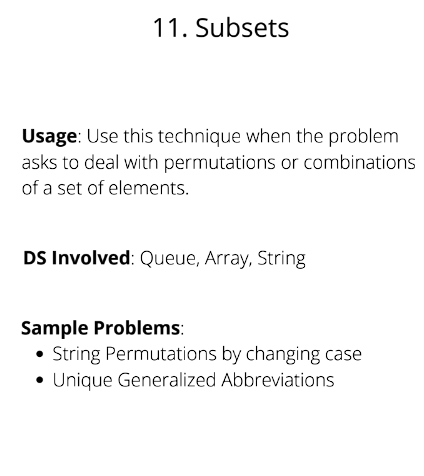 11. Subsets
Usage: Use this technique when the problem
asks to deal with permutations or combinations
of a set of elements.
DS Involved: Queue, Array, String
Sample Problems:
• String Permutations by changing case
• Unique Generalized Abbreviations